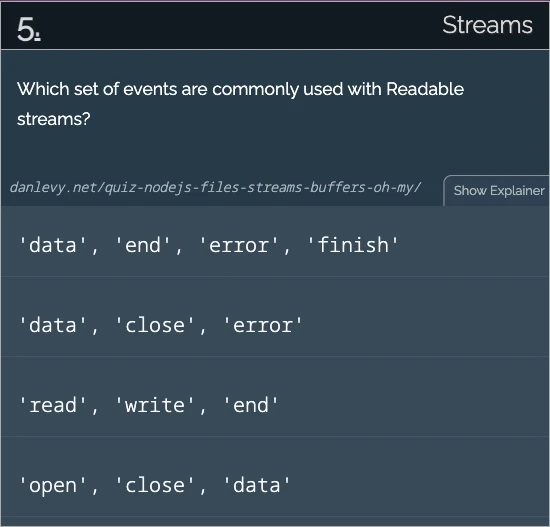 5.
Streams
Which set of events are commonly used with Readable
streams?
danlevy.net/quiz-nodejs-files-streams-buffers-oh-my/
Show Explainer
'data', 'end', 'error', 'finish'
'data', 'close', 'error'
'read', 'write', 'end'
'open', 'close', 'data'